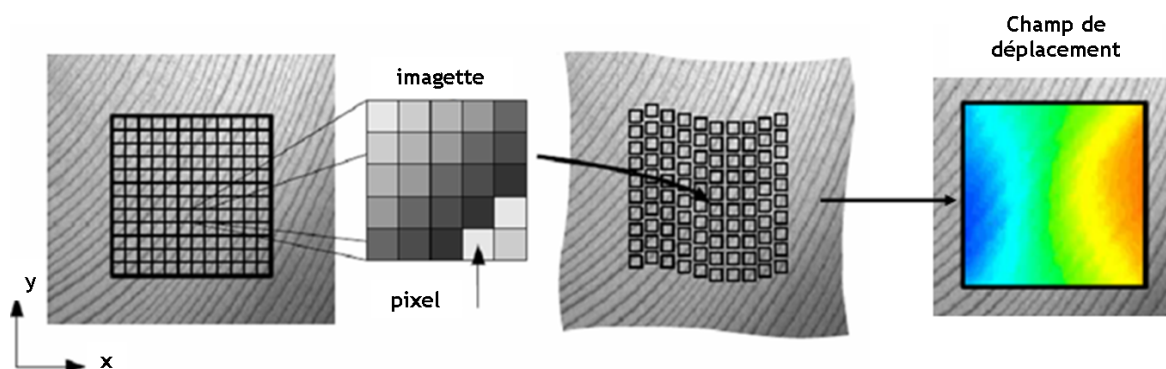 Champ de
déplacement
imagette
pixel
y
x